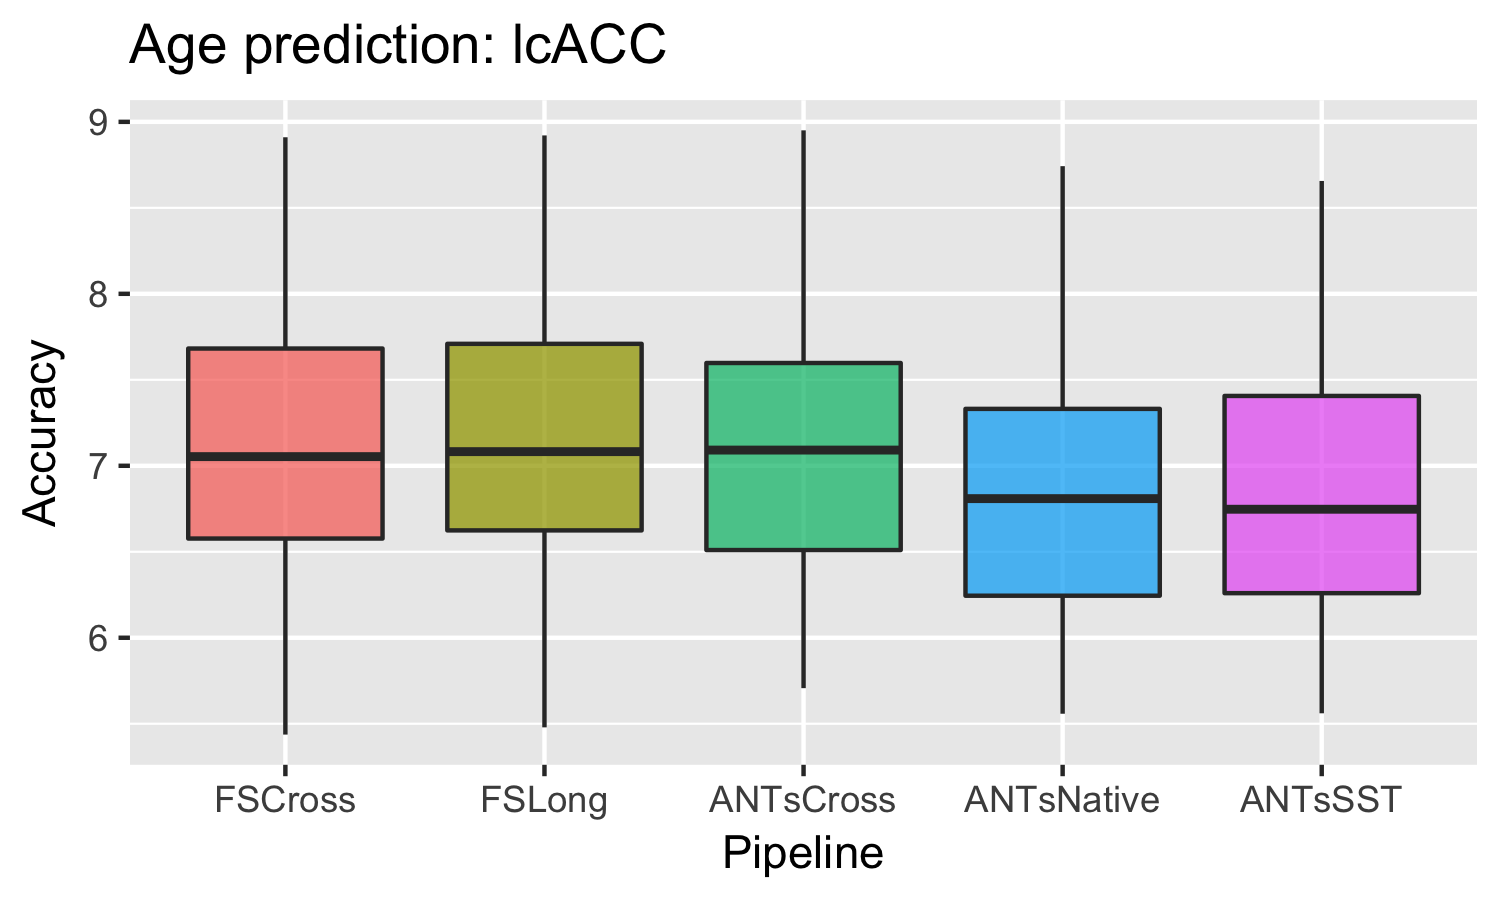 Age prediction: lcACC
9
8
7
6
Accuracy
FSCross FSLong ANTsCross ANTsNative ANTsSST
Pipeline